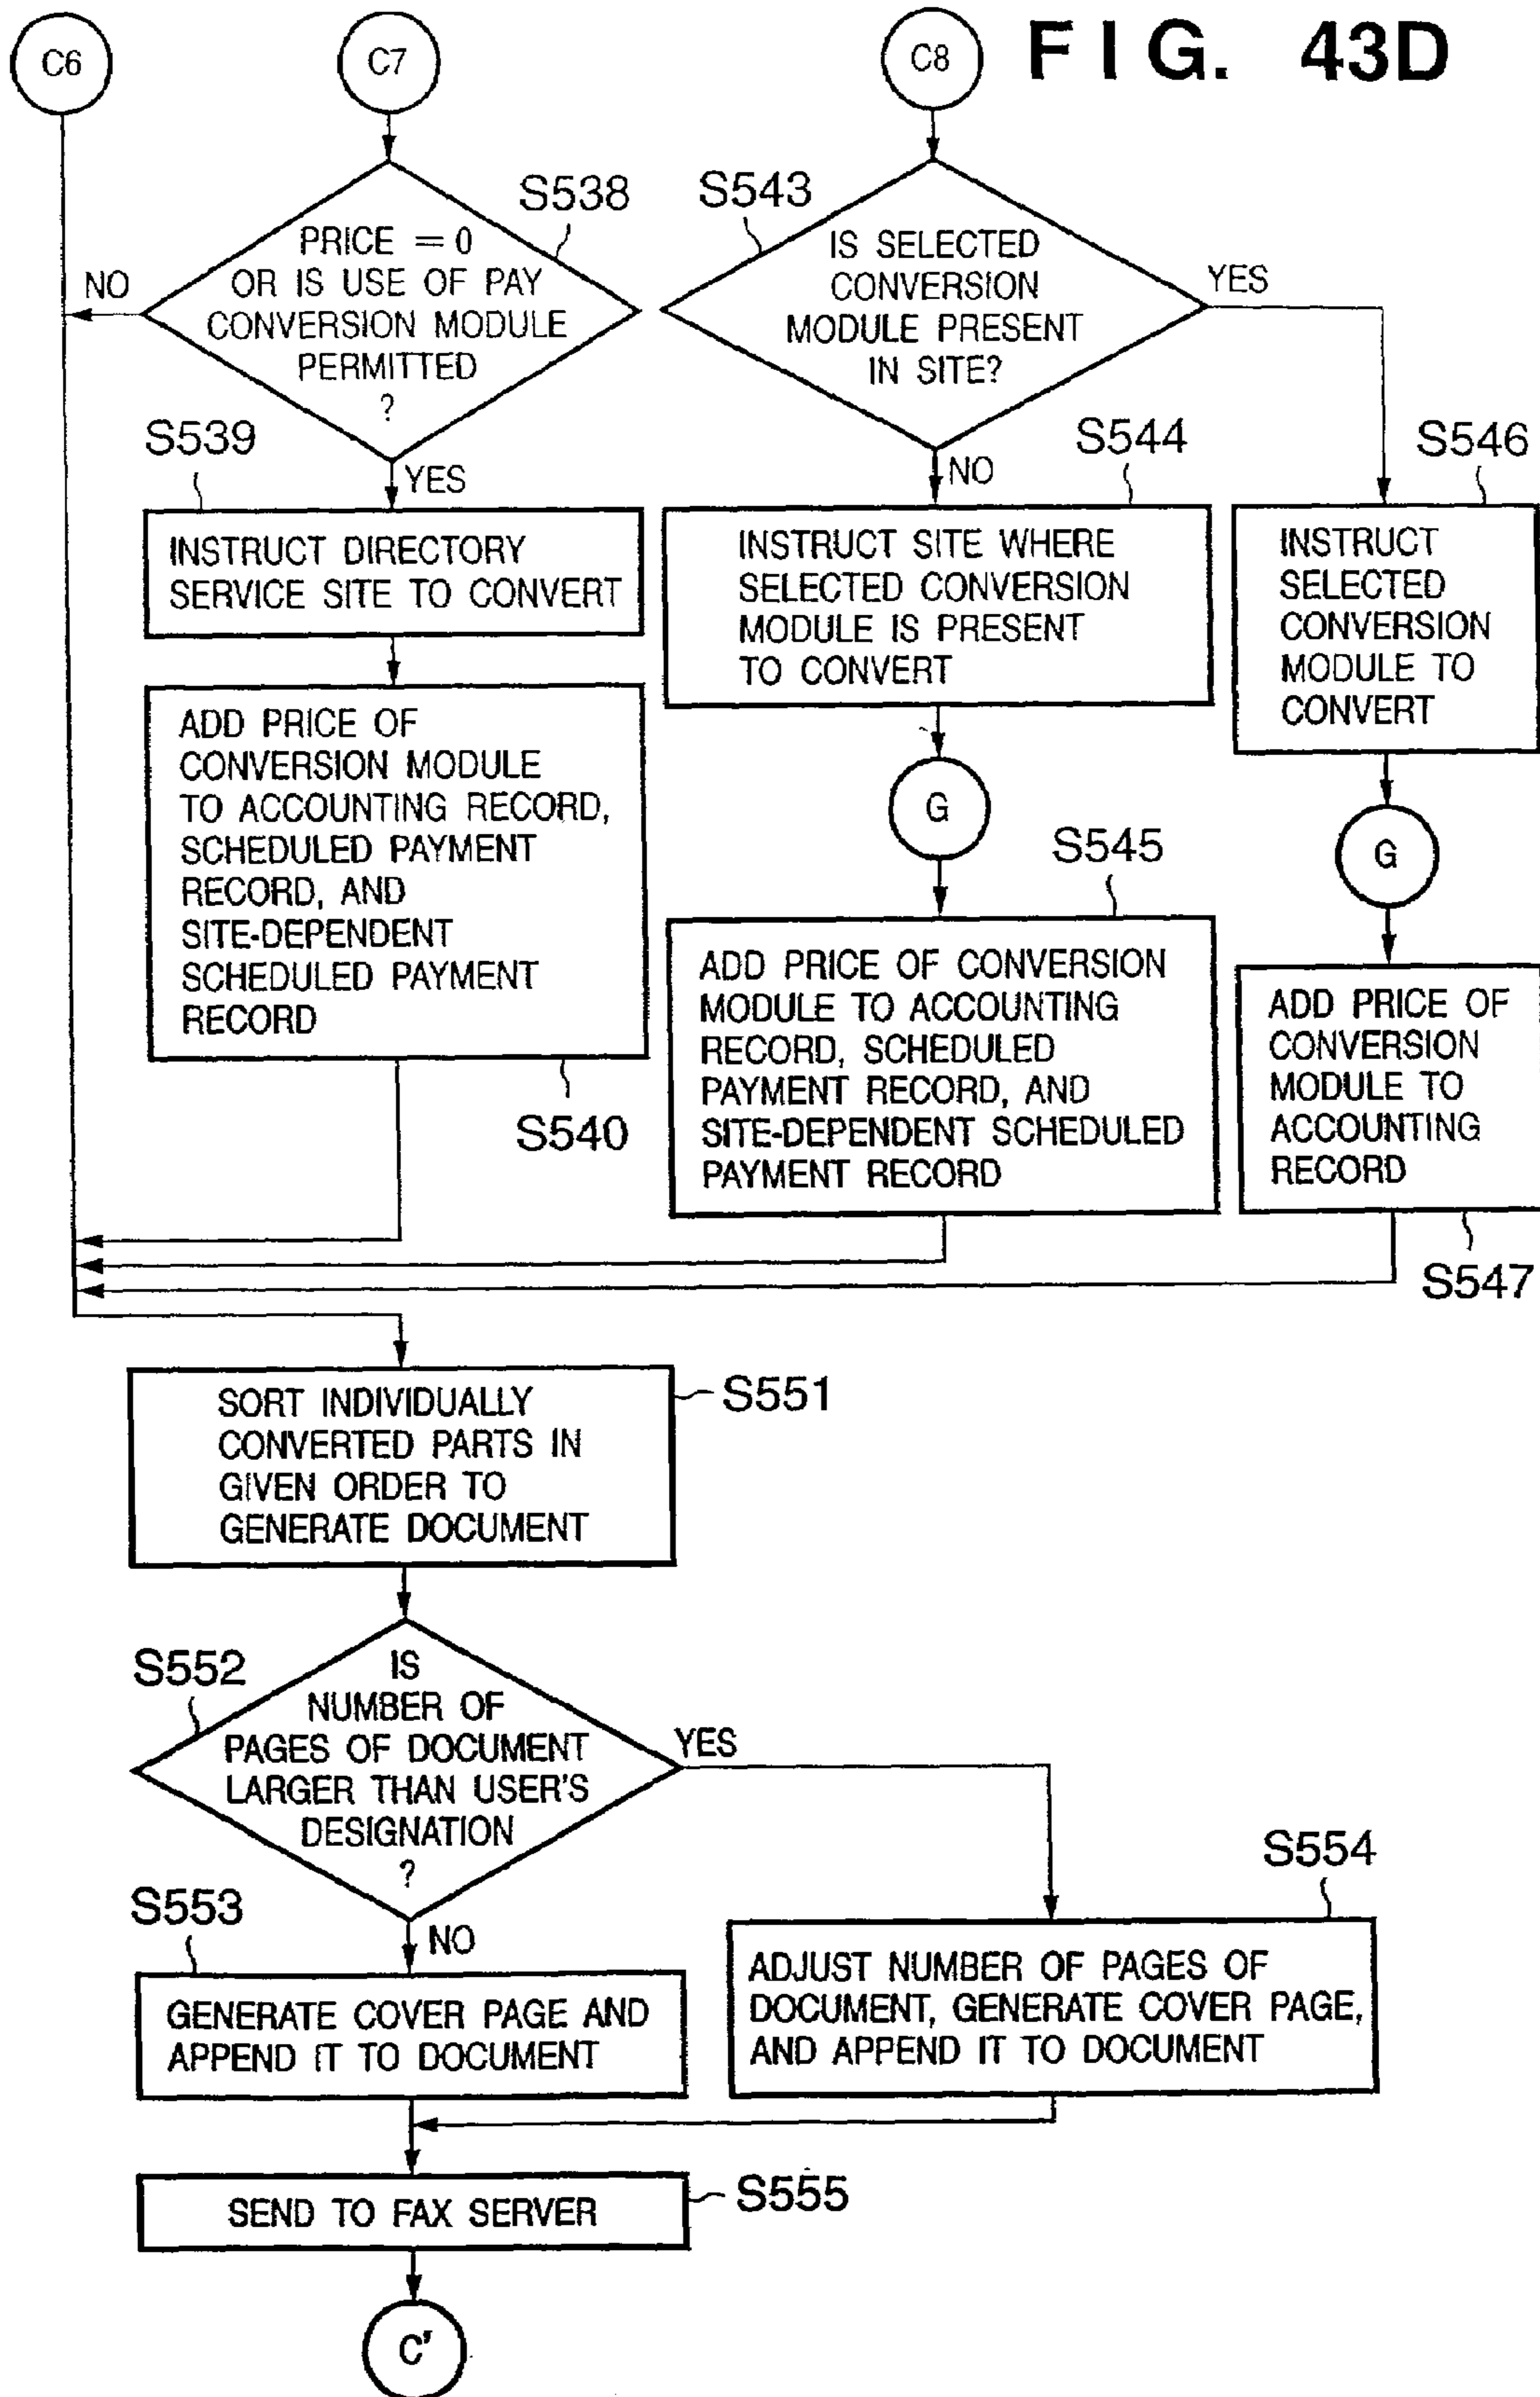 FIG. 43D
C6
C7
C8
S538
PRICE = 0
OR IS USE OF PAY
CONVERSION MODULE
PERMITTED
?
NO
YES
S543
IS SELECTED
CONVERSION
MODULE PRESENT
IN SITE?
YES
NO
S539
INSTRUCT DIRECTORY
SERVICE SITE TO CONVERT
S544
INSTRUCT SITE WHERE
SELECTED CONVERSION
MODULE IS PRESENT
TO CONVERT
S546
INSTRUCT
SELECTED
CONVERSION
MODULE TO
CONVERT
ADD PRICE OF
CONVERSION MODULE
TO ACCOUNTING RECORD,
SCHEDULED PAYMENT
RECORD, AND
SITE-DEPENDENT
SCHEDULED PAYMENT
RECORD
S540
G
S545
ADD PRICE OF CONVERSION
MODULE TO ACCOUNTING
RECORD, SCHEDULED
PAYMENT RECORD, AND
SITE-DEPENDENT SCHEDULED
PAYMENT RECORD
G
ADD PRICE OF
CONVERSION
MODULE TO
ACCOUNTING
RECORD
S547
SORT INDIVIDUALLY
CONVERTED PARTS IN
GIVEN ORDER TO
GENERATE DOCUMENT
S551
S552
IS
NUMBER OF
PAGES OF DOCUMENT
LARGER THAN USER'S
DESIGNATION
?
YES
NO
S553
GENERATE COVER PAGE AND
APPEND IT TO DOCUMENT
S554
ADJUST NUMBER OF PAGES OF
DOCUMENT, GENERATE COVER PAGE,
AND APPEND IT TO DOCUMENT
SEND TO FAX SERVER
S555
C'